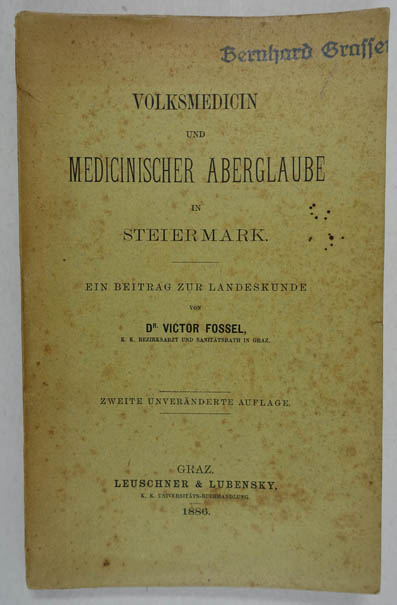 Bernhard Grasser
VOLKSMEDICIN
UND
MEDICINISCHER ABERGLAUBE
IN
STEIERMARK.
EIN BEITRAG ZUR LANDESKUNDE
VON
DR. VICTOR FOSSEL,
K. K. BEZIRKSARZT UND SANITÄTSRATH IN GRAZ.
ZWEITE UNVERÄNDERTE AUFLAGE.
GRAZ.
LEUSCHNER & LUBENSKY,
K. K. UNIVERSITÄTS-BUCHHANDLUNG
1886.